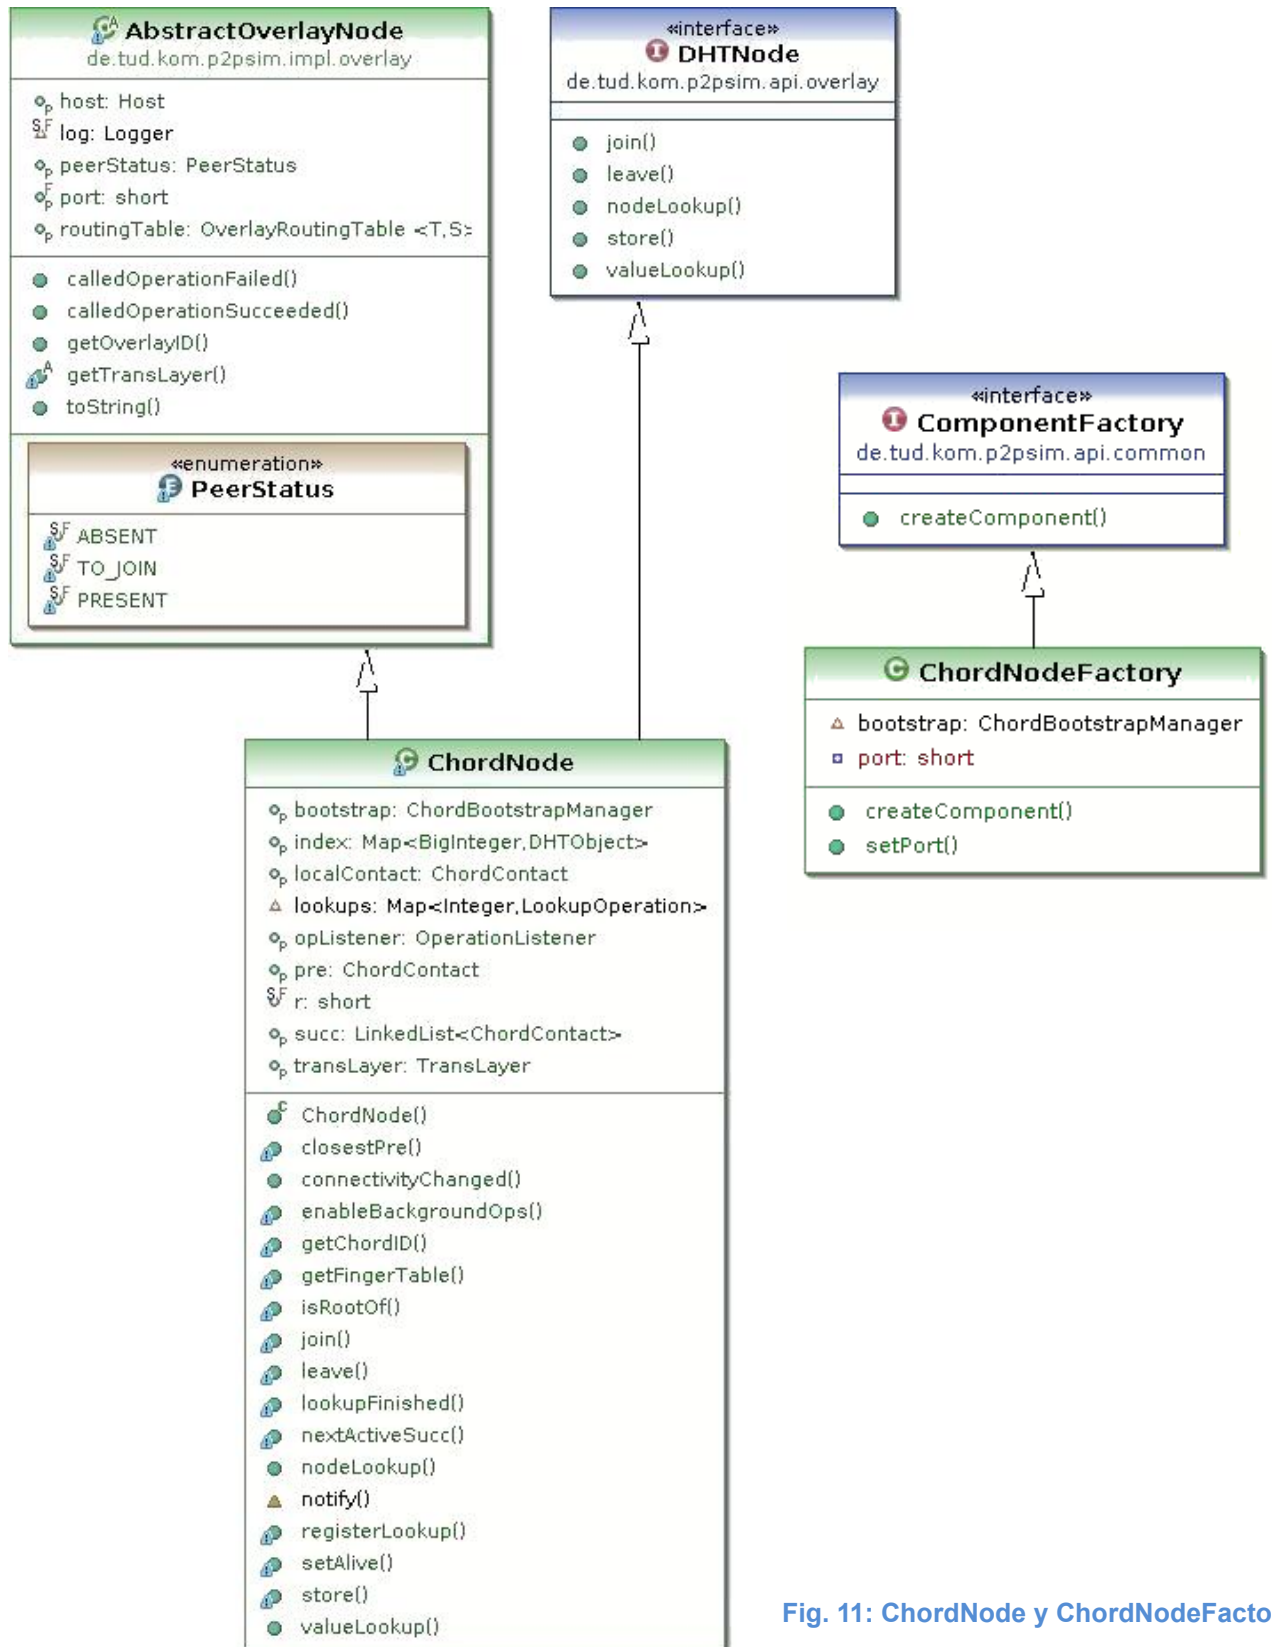 AbstractOverlayNode
de.tud.kom.p2psim.impl.overlay
host: Host
log: Logger
peerStatus: PeerStatus
port: short
routingTable: OverlayRoutingTable <T,S>
calledOperationFailed()
calledOperationSucceeded()
getOverlayID()
getTransLayer()
toString()
«enumeration»
PeerStatus
ABSENT
TO_JOIN
PRESENT
«interface»
DHTNode
de.tud.kom.p2psim.api.overlay
join()
leave()
nodeLookup()
store()
valueLookup()
«interface»
ComponentFactory
de.tud.kom.p2psim.api.common
createComponent()
ChordNodeFactory
bootstrap: ChordBootstrapManager
port: short
createComponent()
setPort()
ChordNode
bootstrap: ChordBootstrapManager
index: Map<BigInteger,DHTObject>
localContact: ChordContact
lookups: Map<Integer,LookupOperation>
opListener: OperationListener
pre: ChordContact
r: short
succ: LinkedList<ChordContact>
transLayer: TransLayer
ChordNode()
closestPre()
connectivityChanged()
enableBackgroundOps()
getChordID()
getFingerTable()
isRootOf()
join()
leave()
lookupFinished()
nextActiveSucc()
nodeLookup()
notify()
registerLookup()
setAlive()
store()
valueLookup()
Fig. 11: ChordNode y ChordNodeFacto